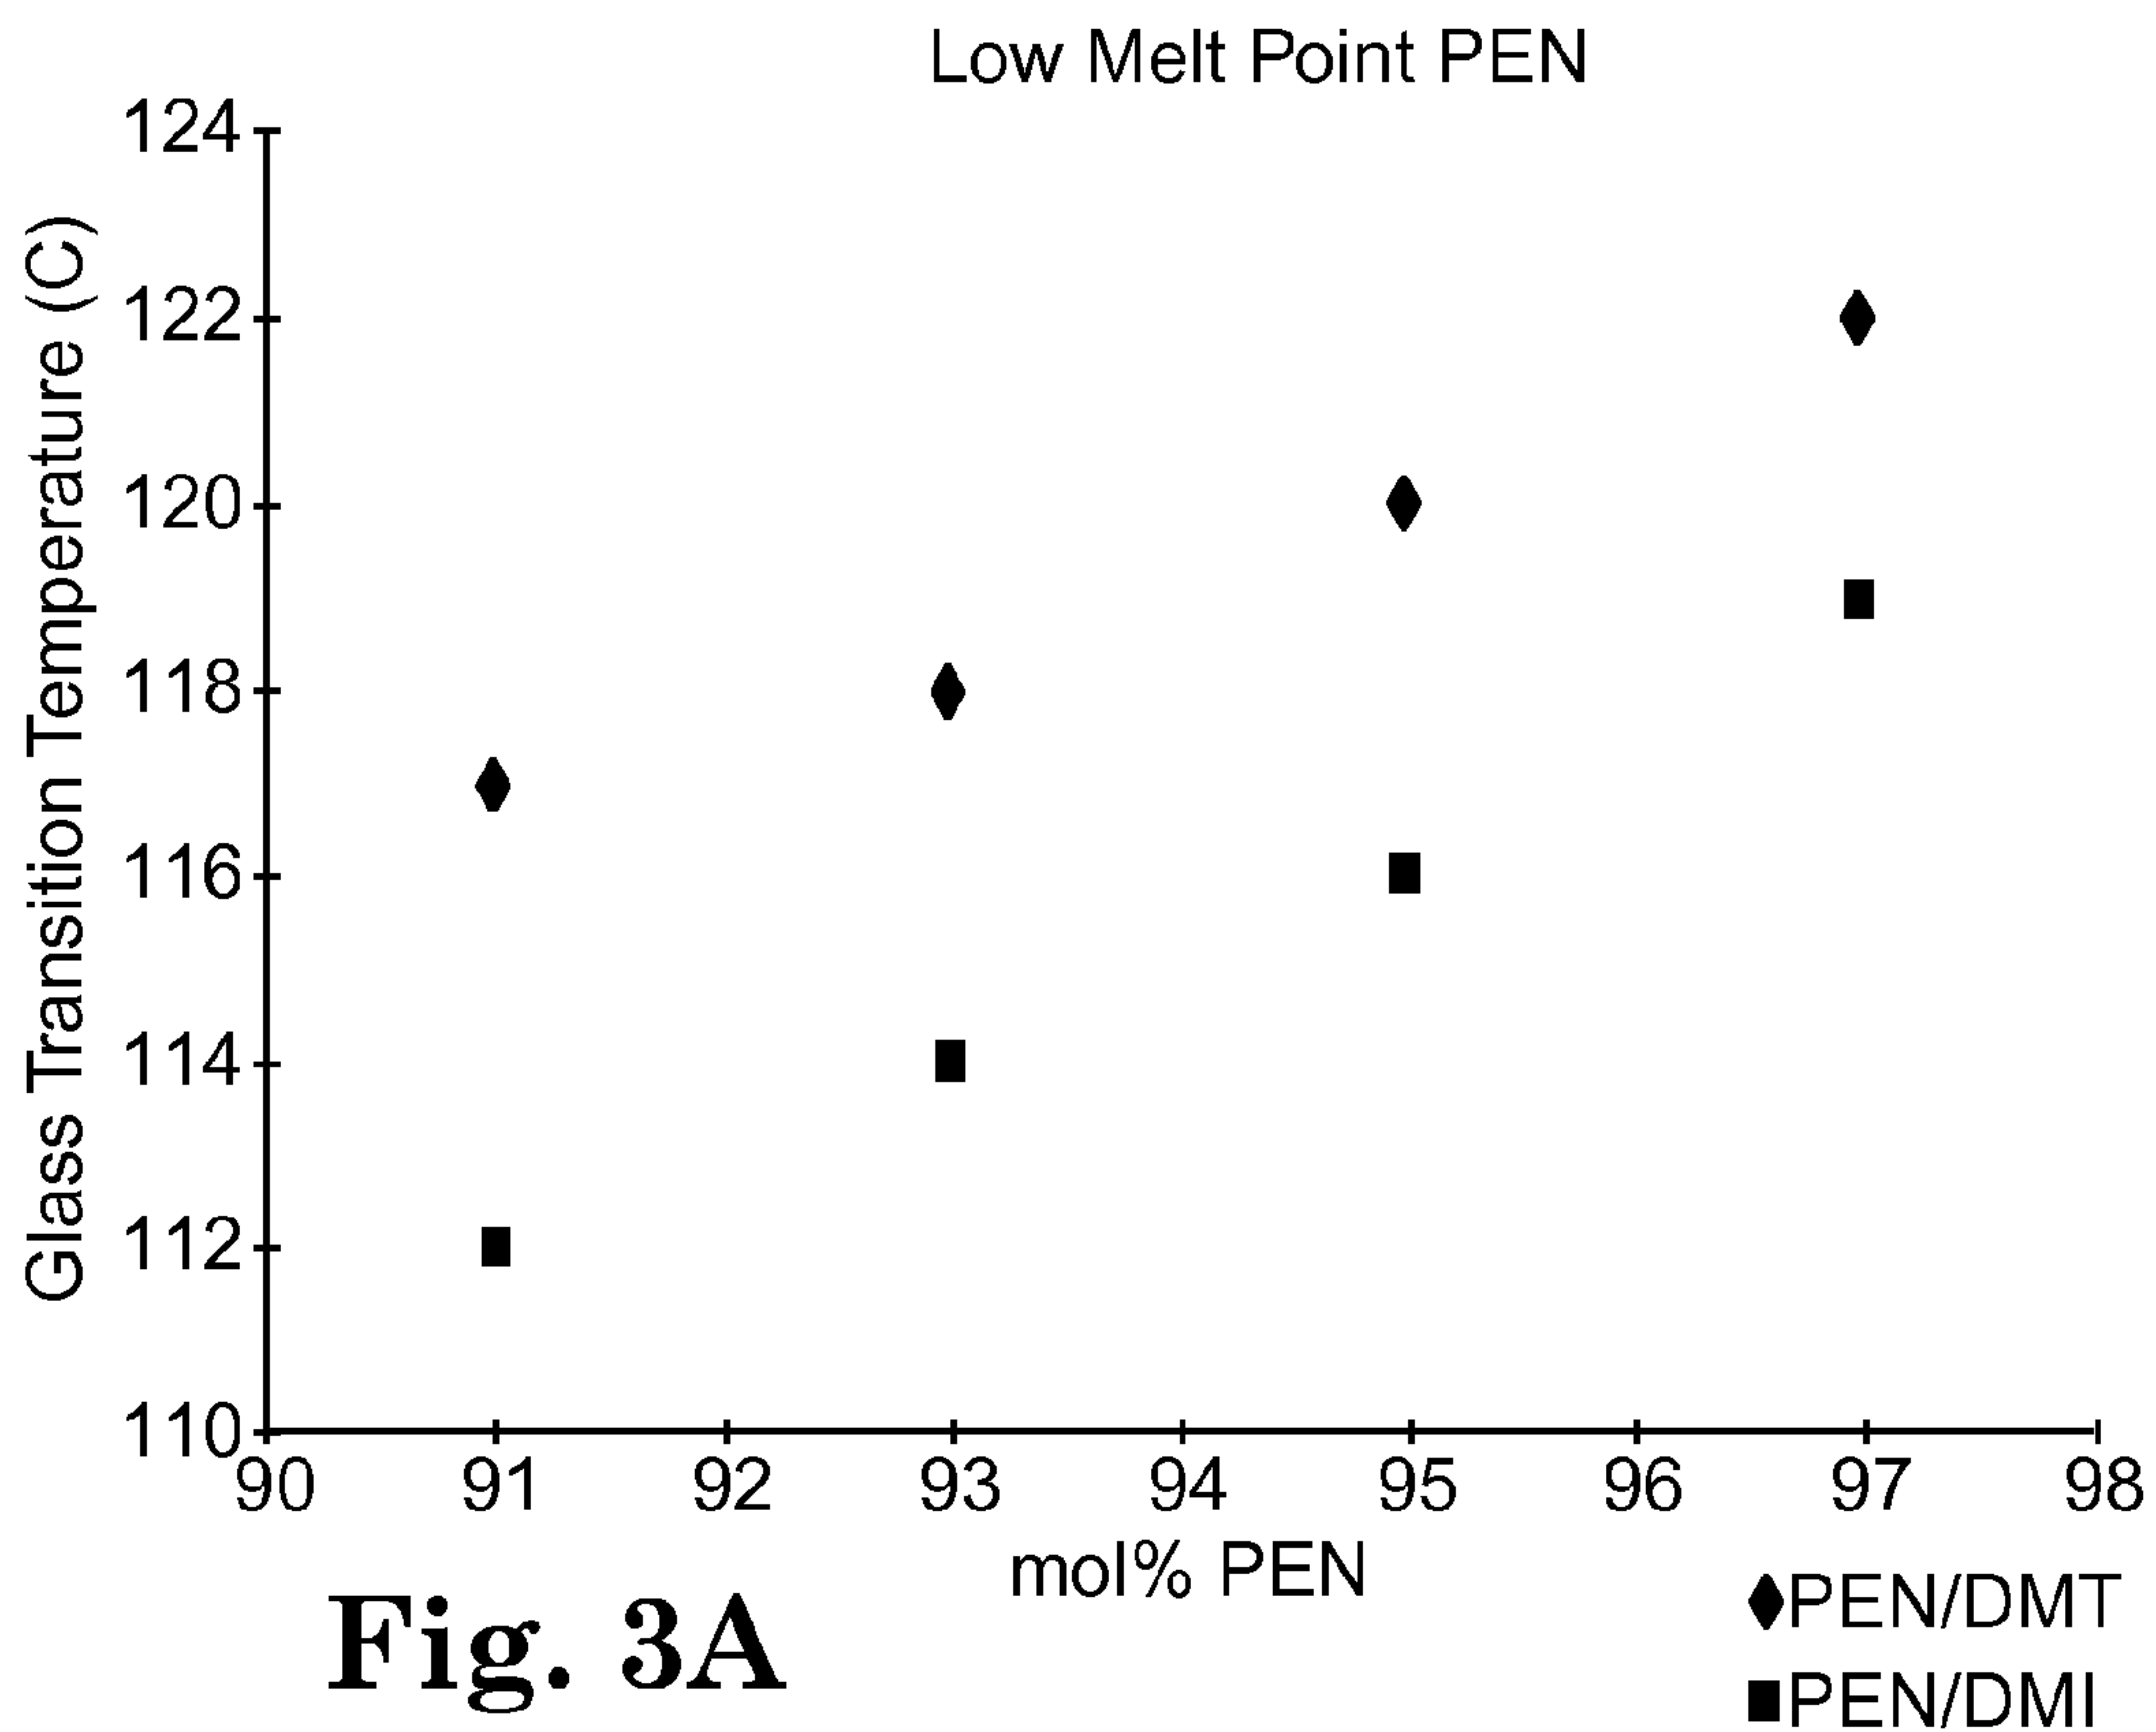 Low Melt Point PEN
Glass Transition Temperature (C)
124
122
120
118
116
114
112
110
90 91 92 93 94 95 96 97 98
mol% PEN
PEN/DMT
PEN/DMI
Fig. 3A